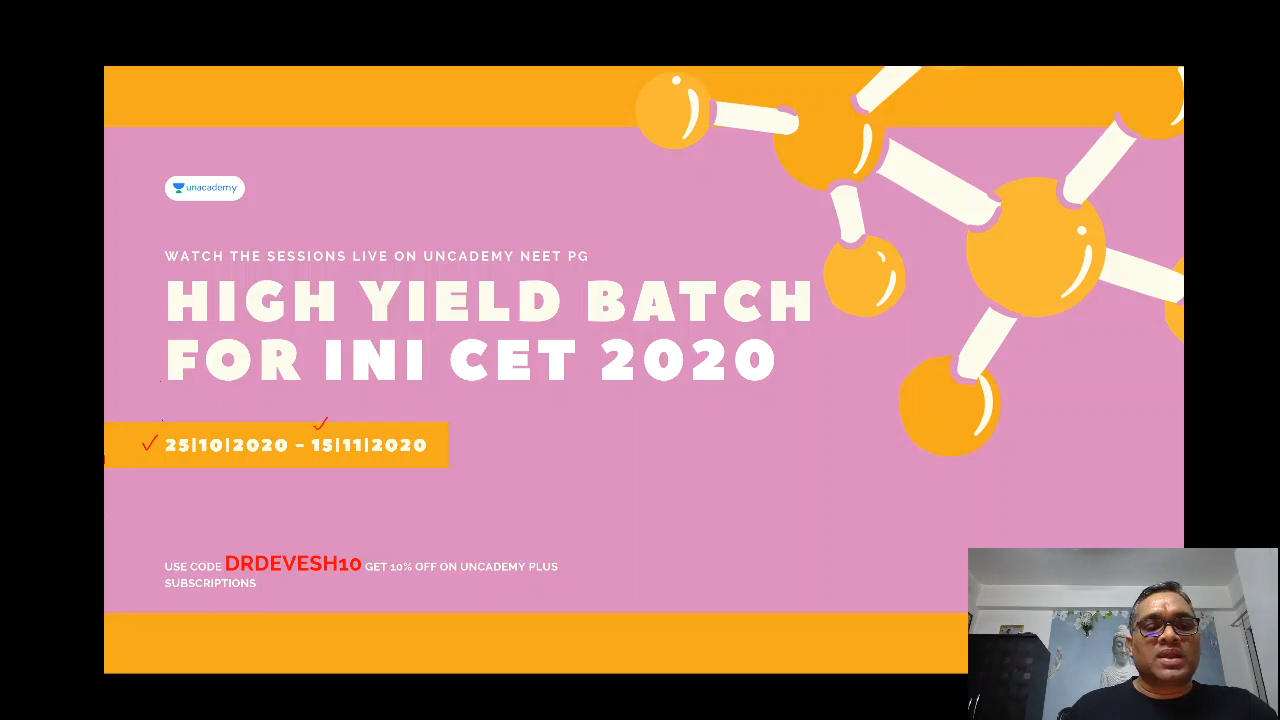 unacademy
WATCH THE SESSIONS LIVE ON UNCADEMY NEET PG
HIGH YIELD BATCH
FOR INI CET 2020
25|10|2020 - 15|11|2020
USE CODE DRDEVESH10 GET 10% OFF ON UNCADEMY PLUS
SUBSCRIPTIONS